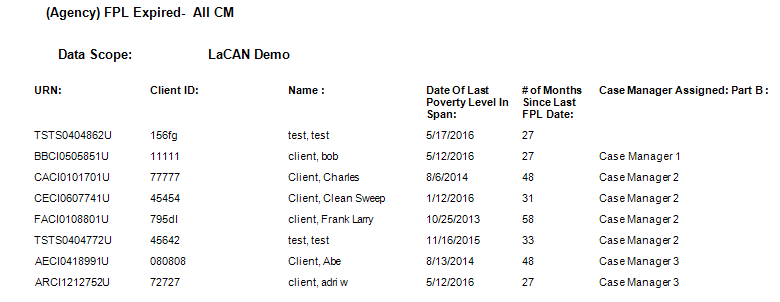 (Agency) FPL Expired- All CM
Data Scope: LaCAN Demo
URN: Client ID: Name : Date Of Last Poverty Level In Span: # of Months Since Last FPL Date: Case Manager Assigned: Part B :
TSTS0404862U 156fg test, test 5/17/2016 27
BBCI0505851U 11111 client, bob 5/12/2016 27 Case Manager 1
CACI0101701U 77777 Client, Charles 8/6/2014 48 Case Manager 2
CECI0607741U 45454 Client, Clean Sweep 1/12/2016 31 Case Manager 2
FACI0108801U 795dl client, Frank Larry 10/25/2013 58 Case Manager 2
TSTS0404772U 45642 test, test 11/16/2015 33 Case Manager 2
AECI0418991U 080808 Client, Abe 8/13/2014 48 Case Manager 3
ARCI1212752U 72727 client, adri w 5/12/2016 27 Case Manager 3